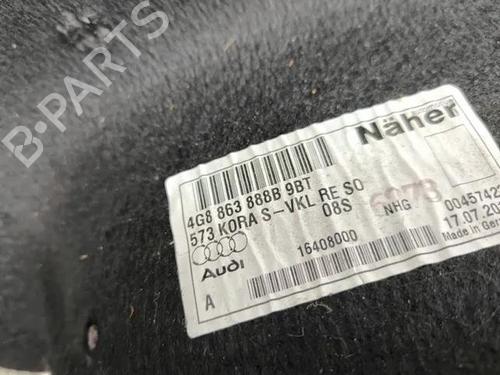 Näher
4G8 863 888B 9BT
573 KORA S-VKL RE SO
08S
NHG
16408000
Audi
A
17.07.20
Made in Ger
B-PARTS